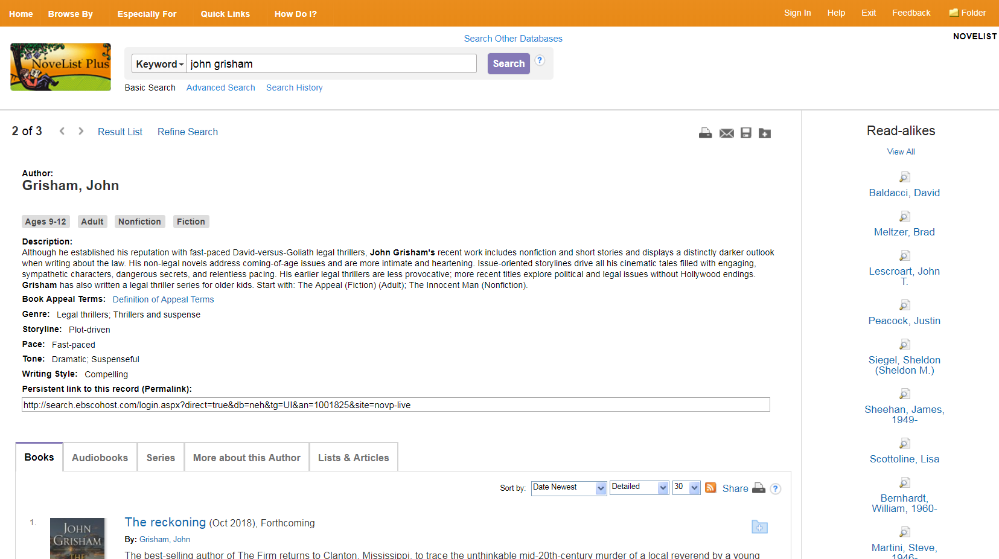 Home Browse By Especially For Quick Links How Do I? Sign In Help Exit Feedback Folder
Search Other Databases
NOVELIST
NoveList Plus
Keyword john grisham Search ?
Basic Search Advanced Search Search History
2 of 3 Result List Refine Search
Author:
Grisham, John
Ages 9-12 Adult Nonfiction Fiction
Description:
Although he established his reputation with fast-paced David-versus-Goliath legal thrillers, John Grisham's recent work includes nonfiction and short stories and displays a distinctly darker outlook
when writing about the law. His non-legal novels address coming-of-age issues and are more intimate and heartening. Issue-oriented storylines drive all his cinematic tales filled with engaging,
sympathetic characters, dangerous secrets, and relentless pacing. His earlier legal thrillers are less provocative; more recent titles explore political and legal issues without Hollywood endings.
Grisham has also written a legal thriller series for older kids. Start with: The Appeal (Fiction) (Adult); The Innocent Man (Nonfiction).
Book Appeal Terms: Definition of Appeal Terms
Genre: Legal thrillers; Thrillers and suspense
Storyline: Plot-driven
Pace: Fast-paced
Tone: Dramatic; Suspenseful
Writing Style: Compelling
Persistent link to this record (Permalink):
http://search.ebscohost.com/login.aspx?direct=true&db=neh&tg=UI&an=1001825&site=novp-live
Books Audiobooks Series More about this Author Lists & Articles
Sort by: Date Newest Detailed 30 Share ?
1.
JOHN
GRISHAM
THE
The reckoning (Oct 2018), Forthcoming
By: Grisham, John
The best-selling author of The Firm returns to Clanton, Mississippi, to trace the unthinkable mid-20th-century murder of a local reverend by a young
Read-alikes
View All
Baldacci, David
Meltzer, Brad
Lescroart, John
T.
Peacock, Justin
Siegel, Sheldon
(Sheldon M.)
Sheehan, James,
1949-
Scottoline, Lisa
Bernhardt,
William, 1960-
Martini, Steve,
1946-